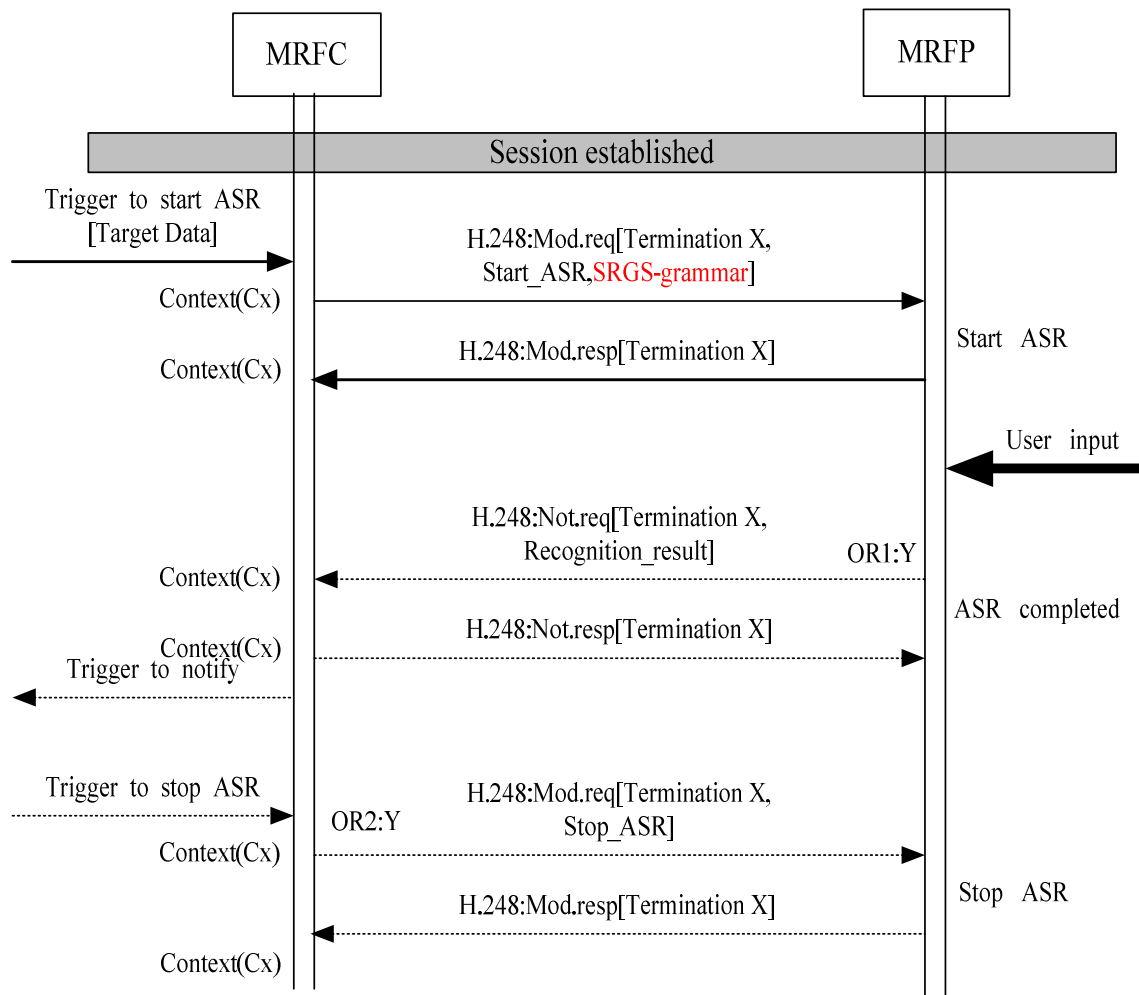 MRFC
MRFP
Session established
Trigger to start ASR
[Target Data]
H.248:Mod.req[Termination X,
Start_ASR,SRGS-grammar]
Context(Cx)
Start ASR
H.248:Mod.resp[Termination X]
Context(Cx)
User input
H.248:Not.req[Termination X,
Recognition_result]
OR1:Y
Context(Cx)
ASR completed
H.248:Not.resp[Termination X]
Context(Cx)
Trigger to notify
Trigger to stop ASR
H.248:Mod.req[Termination X,
Stop_ASR]
OR2:Y
Context(Cx)
Stop ASR
H.248:Mod.resp[Termination X]
Context(Cx)